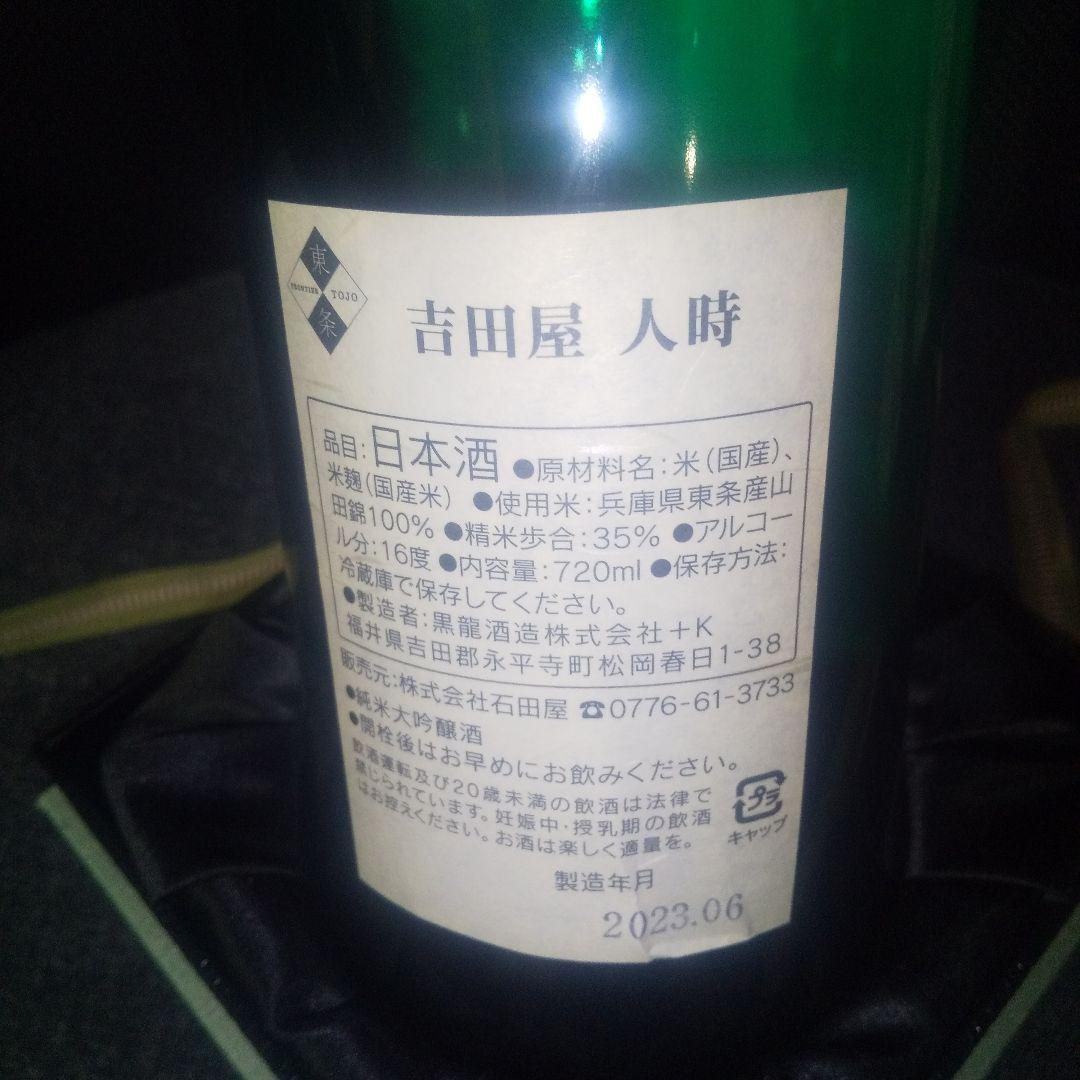 東
FRONTIER TOJO
条
吉田屋 人時
品目:日本酒 ●原材料名:米(国産)、
米麹(国産米) ●使用米:兵庫県東条産山
田錦100% ●精米歩合:35% ●アルコー
ル分:16度 ●内容量:720ml ●保存方法:
冷蔵庫で保存してください。
●製造者:黒龍酒造株式会社+K
福井県吉田郡永平寺町松岡春日1-38
販売元:株式会社石田屋 ☎0776-61-3733
●純米大吟醸酒
●開栓後はお早めにお飲みください。
飲酒運転及び20歳未満の飲酒は法律で
禁じられています。妊娠中・授乳期の飲酒
はお控えください。お酒は楽しく適量を。
プラ
キャップ
製造年月
2023.06